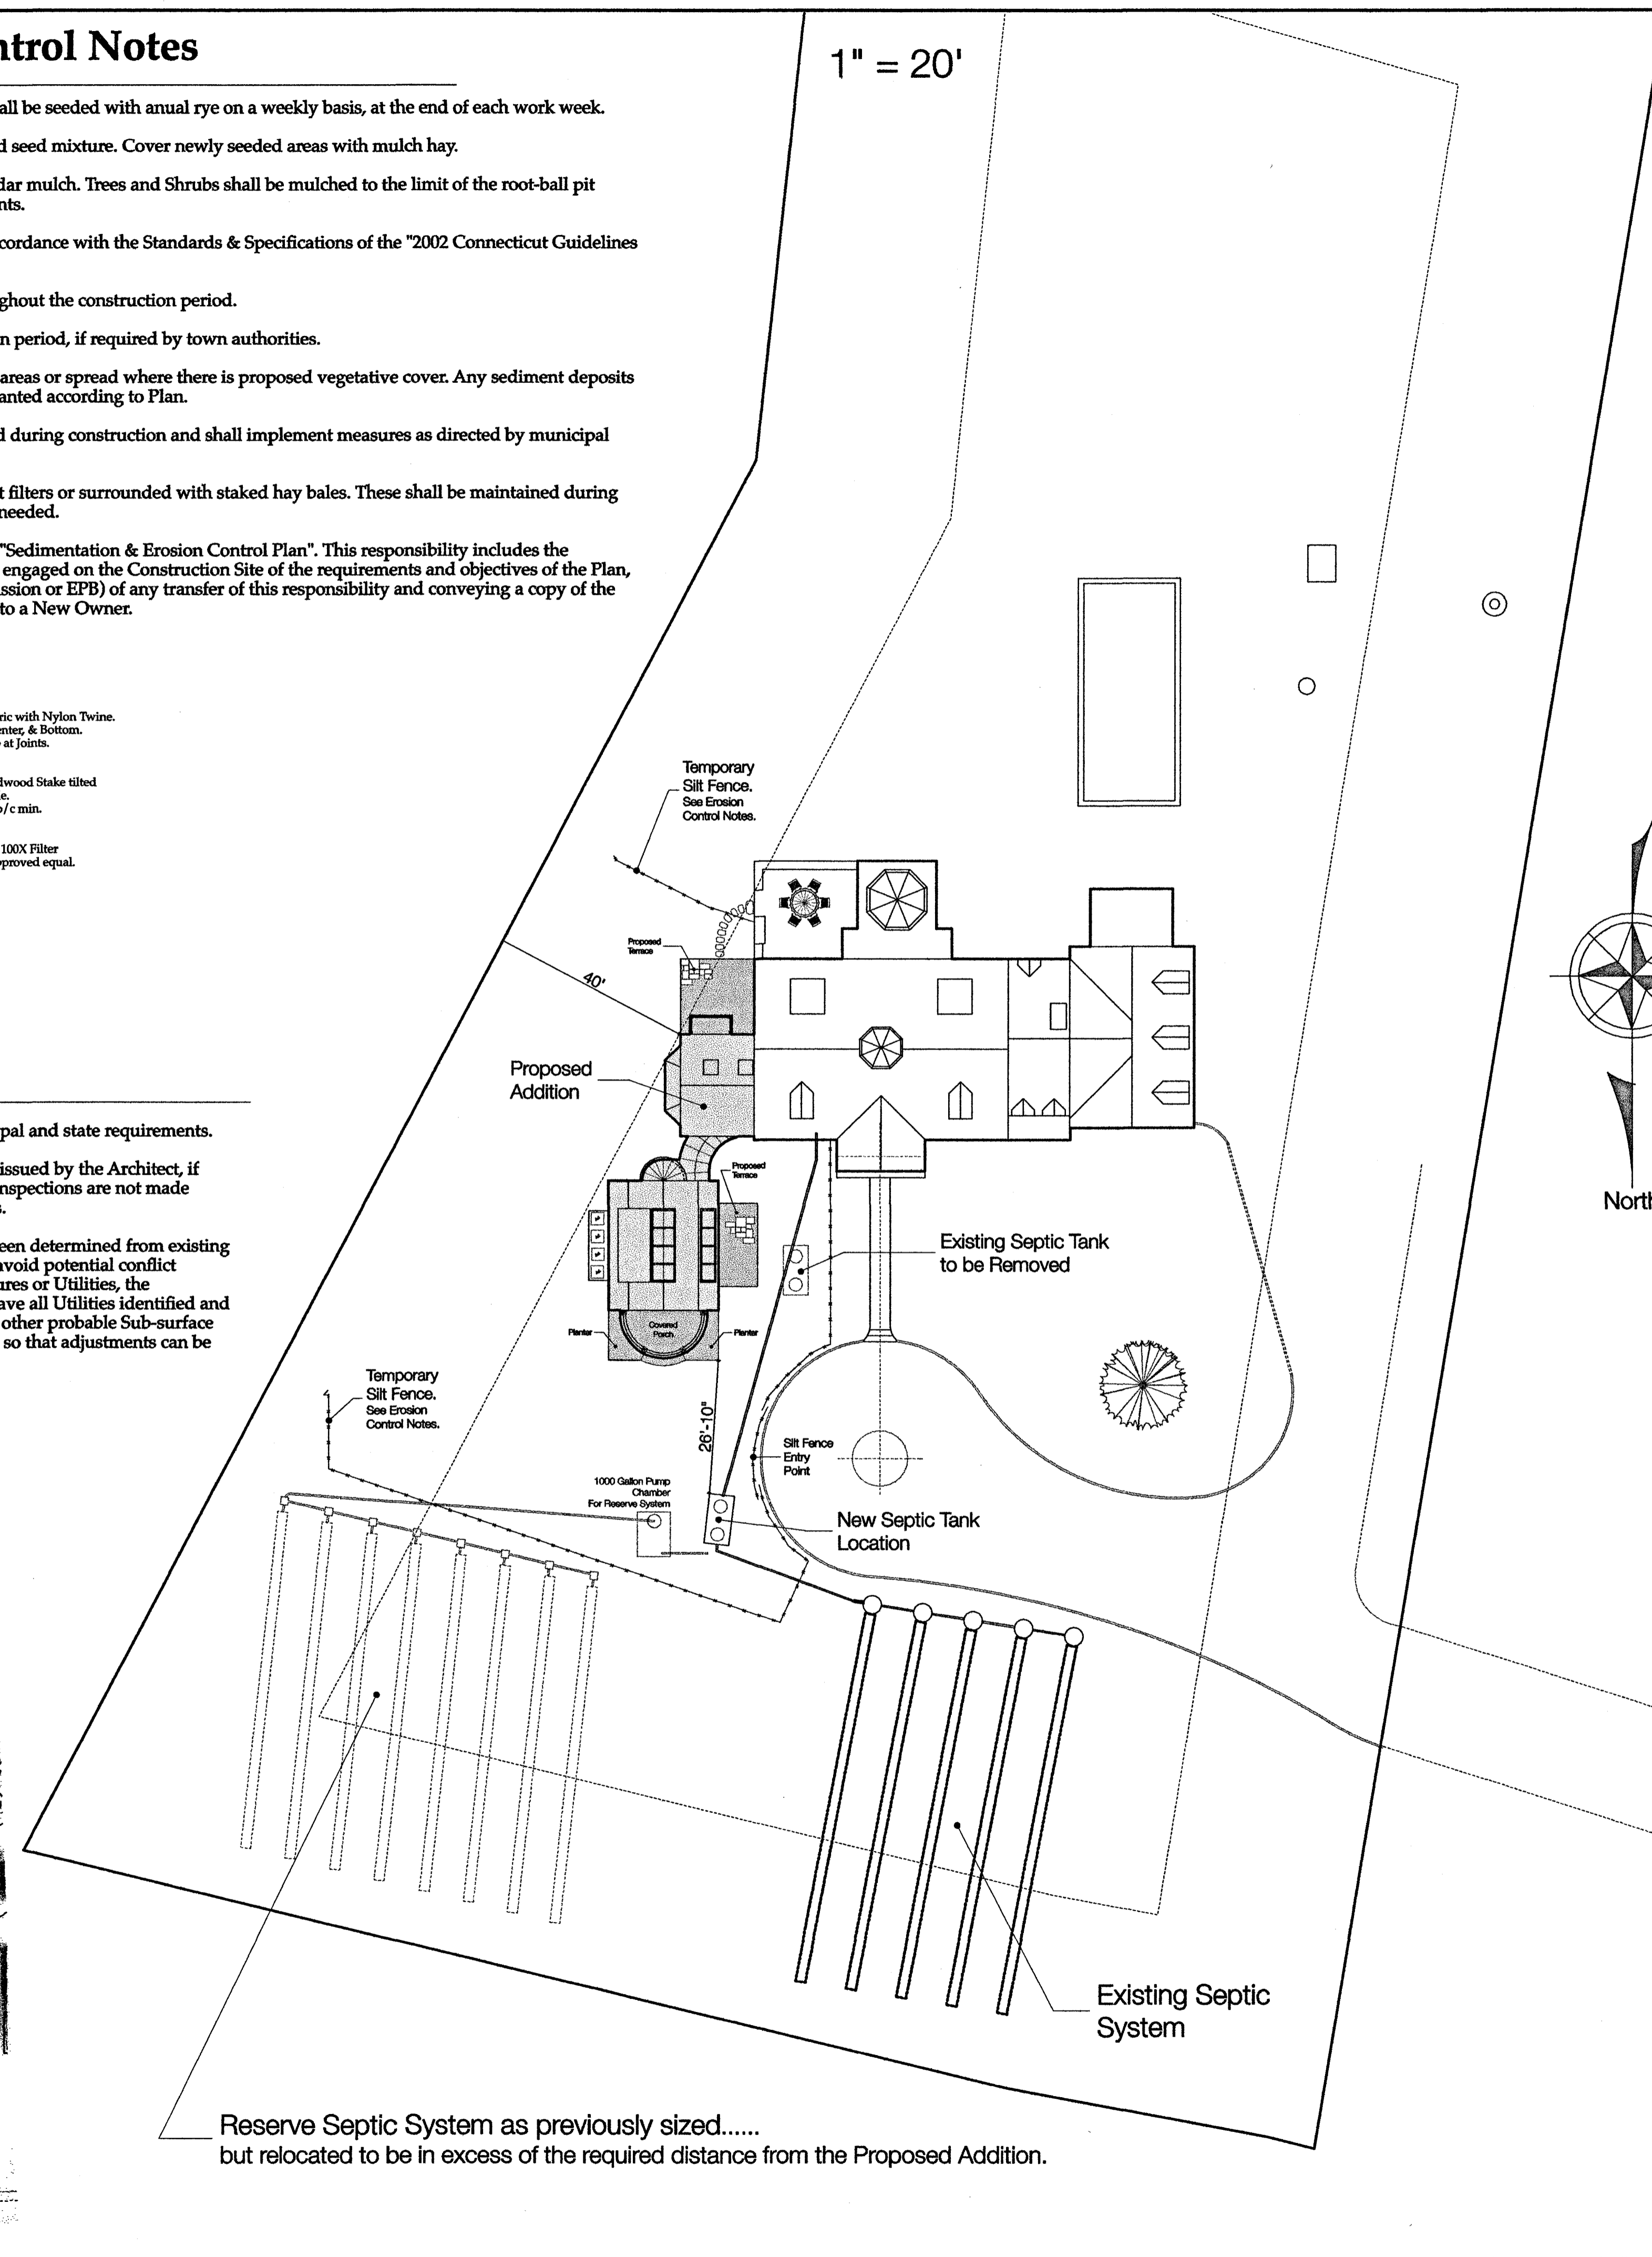 ntrol Notes
all be seeded with anual rye on a weekly basis, at the end of each work week.
d seed mixture. Cover newly seeded areas with mulch hay.
dar mulch. Trees and Shrubs shall be mulched to the limit of the root-ball pit
nts.
cordance with the Standards & Specifications of the "2002 Connecticut Guidelines
ghout the construction period.
n period, if required by town authorities.
areas or spread where there is proposed vegetative cover. Any sediment deposits
anted according to Plan.
d during construction and shall implement measures as directed by municipal
t filters or surrounded with staked hay bales. These shall be maintained during
needed.
"Sedimentation & Erosion Control Plan". This responsibility includes the
engaged on the Construction Site of the requirements and objectives of the Plan,
ssion or EPB) of any transfer of this responsibility and conveying a copy of the
to a New Owner.
ric with Nylon Twine.
enter, & Bottom.
at Joints.
dwood Stake tilted
e.
o/c min.
100X Filter
pproved equal.
pal and state requirements.
issued by the Architect, if
nspections are not made
s.
een determined from existing
avoid potential conflict
ures or Utilities, the
ave all Utilities identified and
other probable Sub-surface
so that adjustments can be
1" = 20'
Temporary
Silt Fence.
See Erosion
Control Notes.
Proposed
Terrace
40'
Proposed
Addition
Proposed
Terrace
Existing Septic Tank
to be Removed
Covered
Porch
Planter
Planter
North
Temporary
Silt Fence.
See Erosion
Control Notes.
26'-10"
Silt Fence
Entry
Point
1000 Gallon Pump
Chamber
For Reserve System
New Septic Tank
Location
Existing Septic
System
Reserve Septic System as previously sized......
but relocated to be in excess of the required distance from the Proposed Addition.